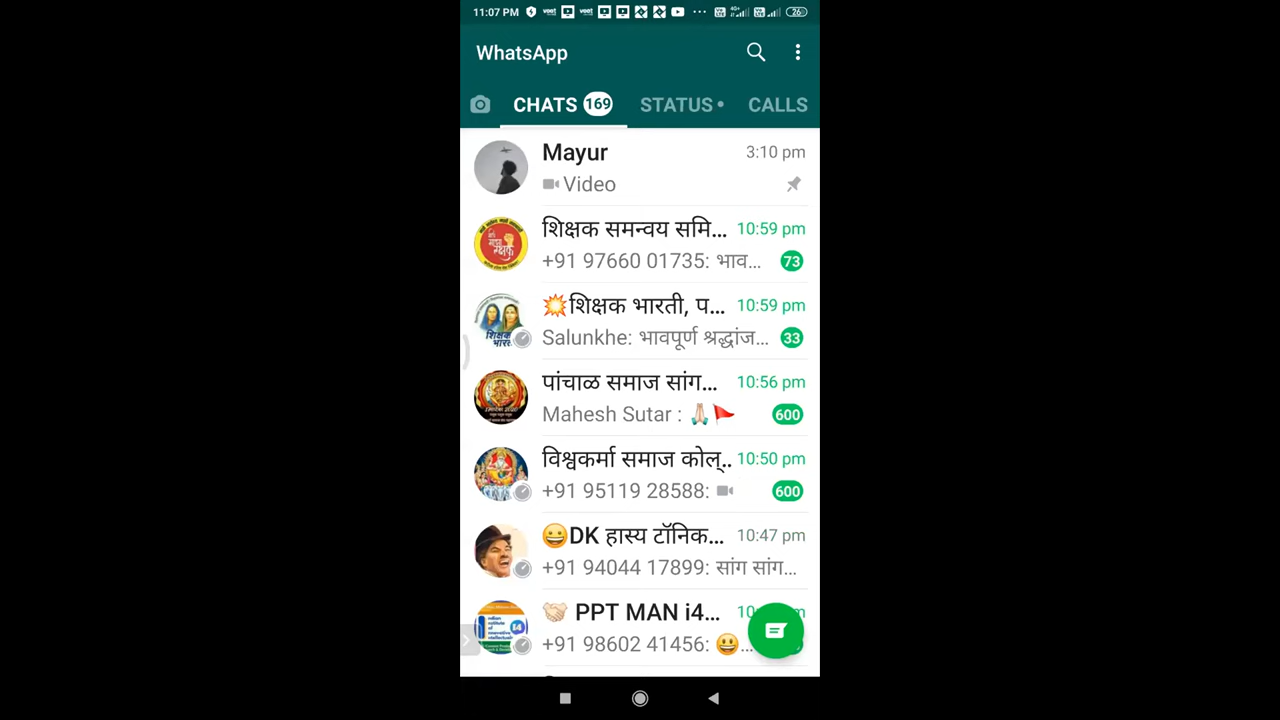 11:07 PM 4G+ 26
WhatsApp
CHATS 169 STATUS • CALLS
Mayur 3:10 pm
Video
शिक्षक समन्वय समि... 10:59 pm
+91 97660 01735: भाव... 73
💥शिक्षक भारती, प... 10:59 pm
Salunkhe: भावपूर्ण श्रद्धांज... 33
पांचाळ समाज सांग... 10:56 pm
Mahesh Sutar : 🙏🏻🚩 600
विश्वकर्मा समाज कोल्.. 10:50 pm
+91 95119 28588: 600
😀DK हास्य टॉनिक... 10:47 pm
+91 94044 17899: सांग सांग...
🤝🏻 PPT MAN i4...
+91 98602 41456: 😃...